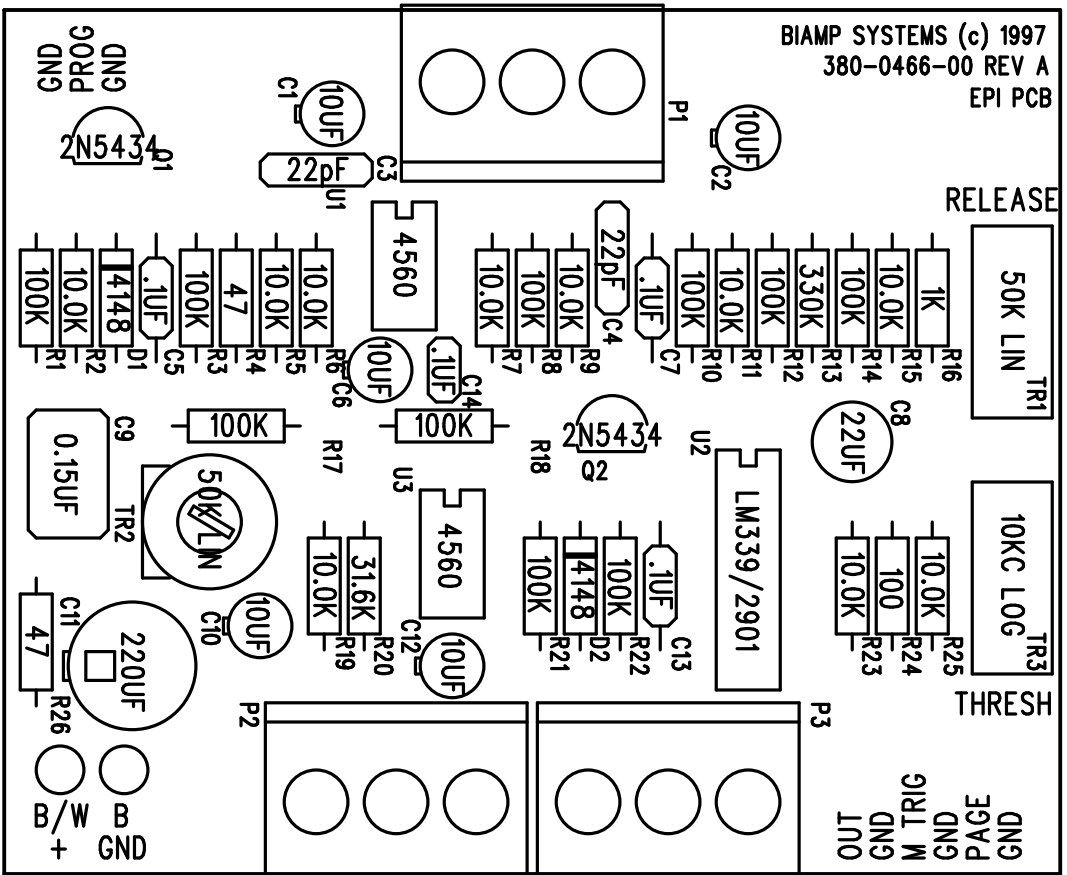 GND
PROG
GND
BIAMP SYSTEMS (c) 1997
380-0466-00 REV A
EPI PCB
C1
10UF
P1
10UF
C2
2N5434
Q1
22pF
C3
U1
RELEASE
100K
R1
10.0K
R2
4148
D1
.1UF
C5
100K
R3
47
R4
10.0K
R5
10.0K
R6
4560
10.0K
R7
100K
R8
10.0K
R9
22pF
C4
.1UF
C7
100K
R10
10.0K
R11
100K
R12
330K
R13
100K
R14
10.0K
R15
1K
R16
50K LIN
TR1
10UF
C6
.1UF
C14
C9
0.15UF
100K
R17
100K
R18
2N5434
Q2
U2
22UF
C8
TR2
50K LIN
U3
4560
LM339/2901
10.0K
R19
31.6K
R20
100K
R21
4148
D2
100K
R22
.1UF
C13
10.0K
R23
100
R24
10.0K
R25
10KC LOG
TR3
47
R26
C11
220UF
C10
10UF
C12
10UF
THRESH
P2
P3
B/W
+
B
GND
OUT
GND
M TRIG
GND
PAGE
GND